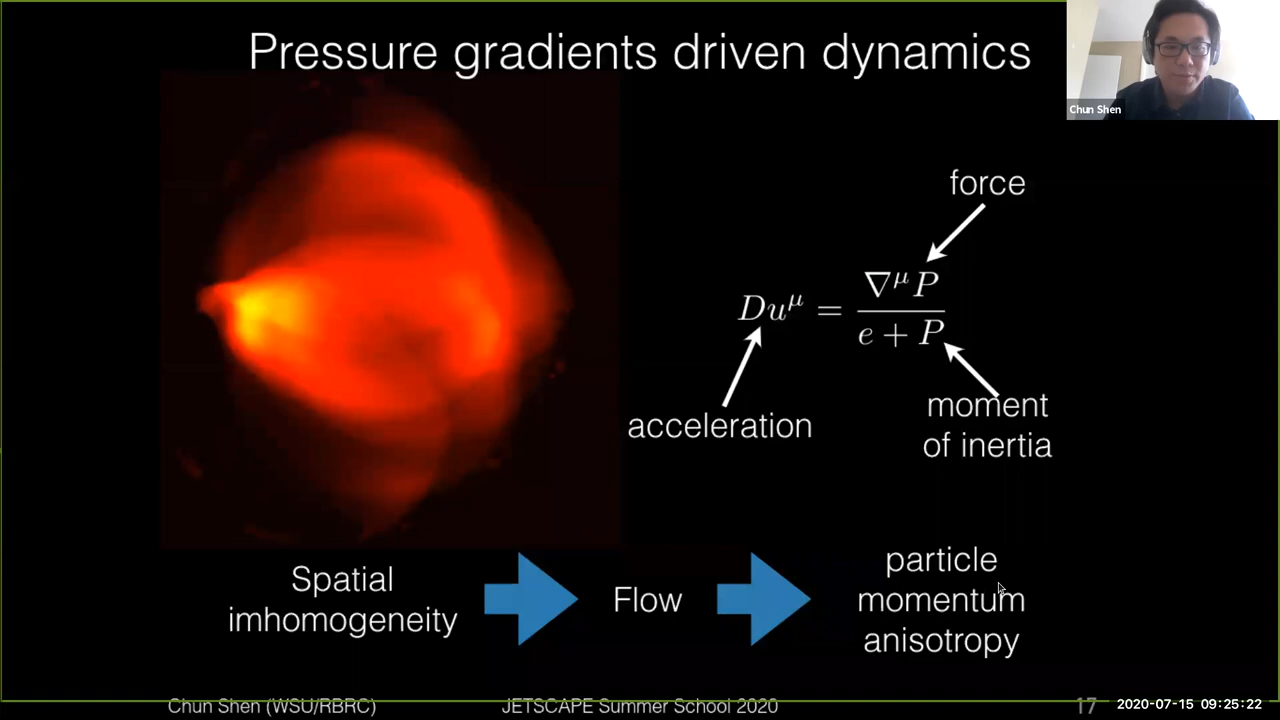 Pressure gradients driven dynamics
Chun Shen
force
Du^μ = ∇^μ P / e + P
acceleration
moment
of inertia
Spatial
imhomogeneity
Flow
particle
momentum
anisotropy
Chun Shen (WSU/RBRC)
JETSCAPE Summer School 2020
17
2020-07-15 09:25:22